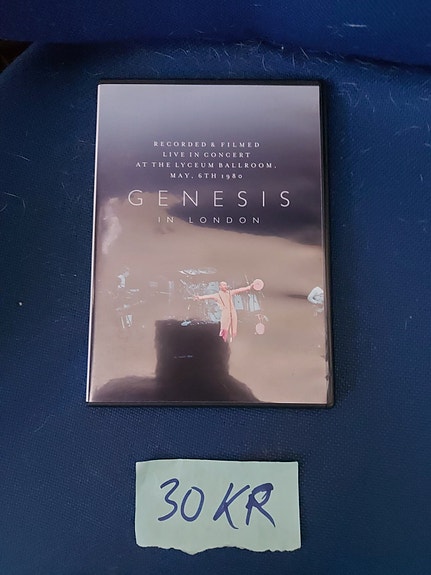 RECORDED & FILMED
LIVE IN CONCERT
AT THE LYCEUM BALLROOM,
MAY, 6TH 1980
GENESIS
IN LONDON
30 KR